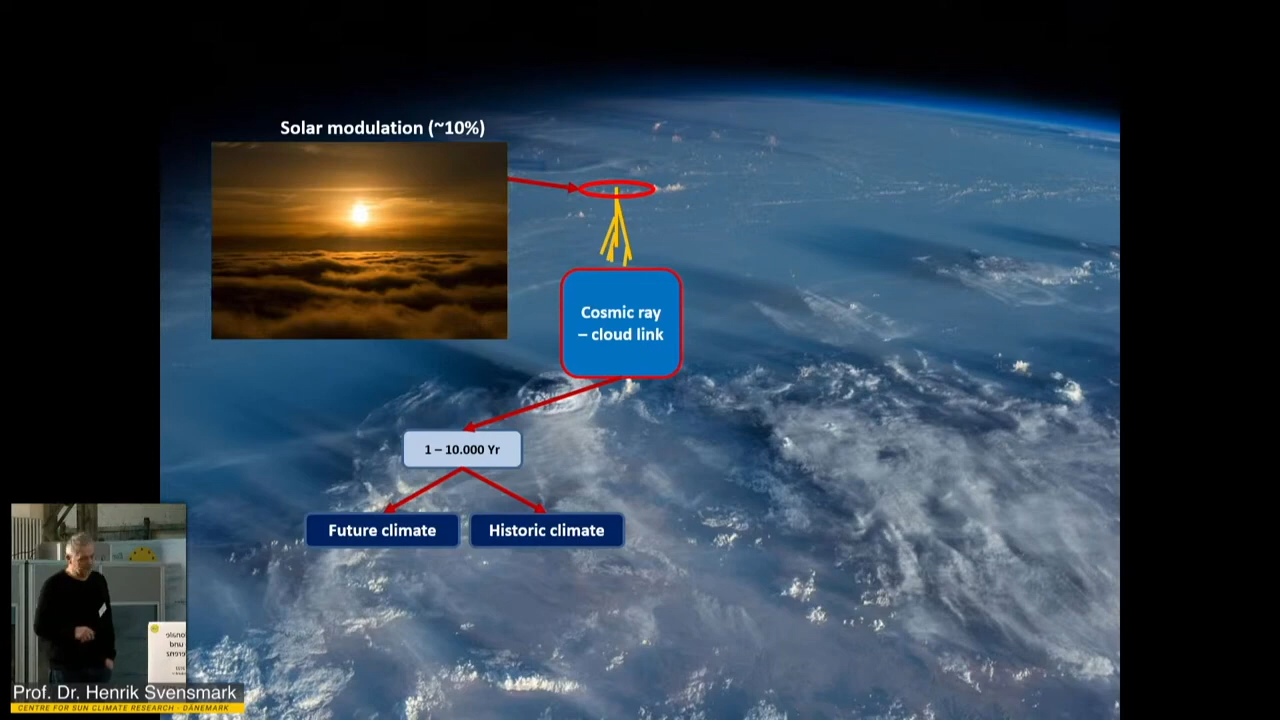 Solar modulation (~10%)
Cosmic ray
– cloud link
1 – 10.000 Yr
Future climate
Historic climate
Prof. Dr. Henrik Svensmark
CENTRE FOR SUN CLIMATE RESEARCH - DÄNEMARK